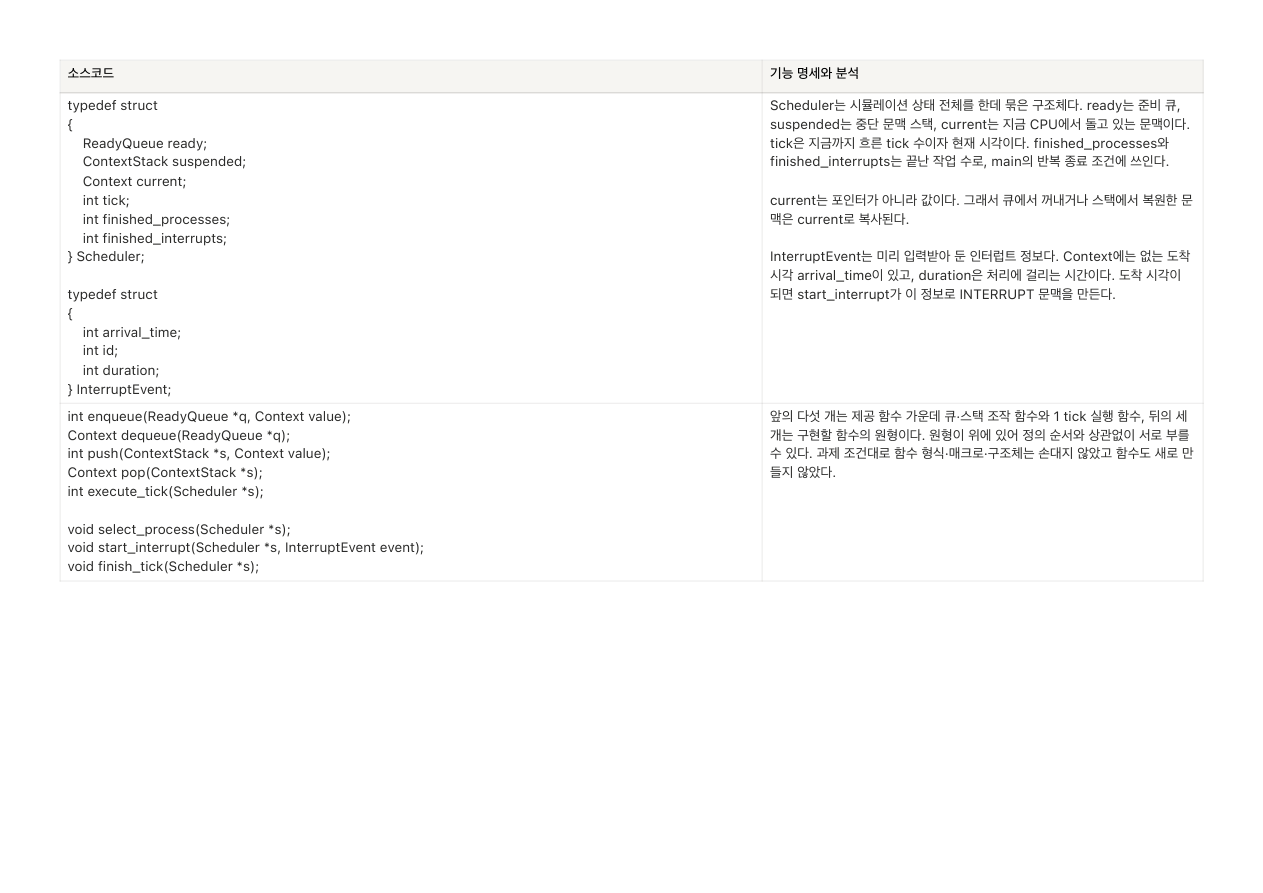 소스코드
기능 명세와 분석
typedef struct
{
ReadyQueue ready;
ContextStack suspended;
Context current;
int tick;
int finished_processes;
int finished_interrupts;
} Scheduler;
typedef struct
{
int arrival_time;
int id;
int duration;
} InterruptEvent;
Scheduler는 시뮬레이션 상태 전체를 한데 묶은 구조체다. ready는 준비 큐,
suspended는 중단 문맥 스택, current는 지금 CPU에서 돌고 있는 문맥이다.
tick은 지금까지 흐른 tick 수이자 현재 시각이다. finished_processes와
finished_interrupts는 끝난 작업 수로, main의 반복 종료 조건에 쓰인다.
current는 포인터가 아니라 값이다. 그래서 큐에서 꺼내거나 스택에서 복원한 문
맥은 current로 복사된다.
InterruptEvent는 미리 입력받아 둔 인터럽트 정보다. Context에는 없는 도착
시각 arrival_time이 있고, duration은 처리에 걸리는 시간이다. 도착 시각이
되면 start_interrupt가 이 정보로 INTERRUPT 문맥을 만든다.
int enqueue(ReadyQueue *q, Context value);
Context dequeue(ReadyQueue *q);
int push(ContextStack *s, Context value);
Context pop(ContextStack *s);
int execute_tick(Scheduler *s);
void select_process(Scheduler *s);
void start_interrupt(Scheduler *s, InterruptEvent event);
void finish_tick(Scheduler *s);
앞의 다섯 개는 제공 함수 가운데 큐·스택 조작 함수와 1 tick 실행 함수, 뒤의 세
개는 구현할 함수의 원형이다. 원형이 위에 있어 정의 순서와 상관없이 서로 부를
수 있다. 과제 조건대로 함수 형식·매크로·구조체는 손대지 않았고 함수도 새로 만
들지 않았다.